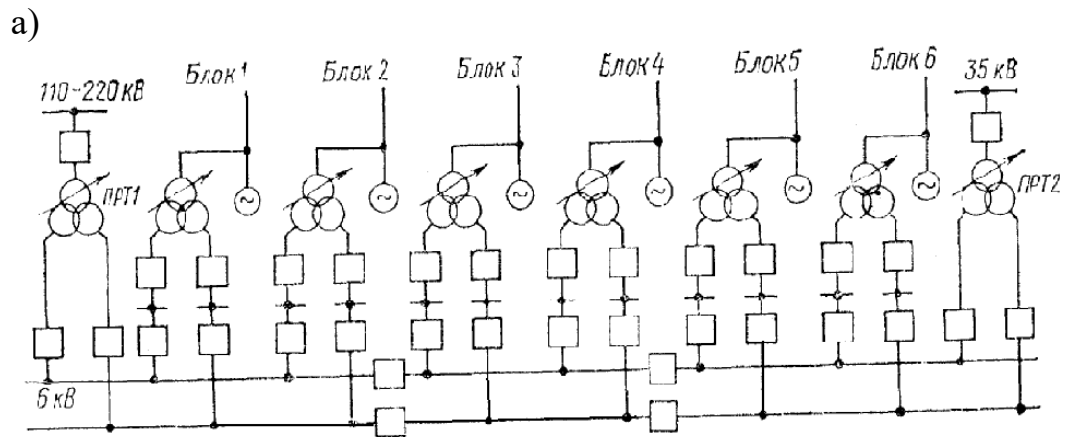 а)
Блок 1 Блок 2 Блок 3 Блок 4 Блок 5 Блок 6
110-220 кВ 35 кВ
ПРТ1 ПРТ2
6 кВ